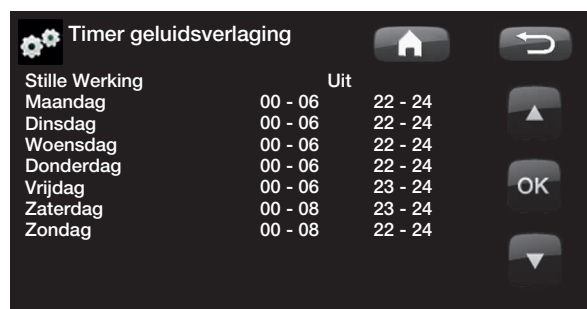 Timer geluidsverlaging
Stille Werking Uit
Maandag 00 - 06 22 - 24
Dinsdag 00 - 06 22 - 24
Woensdag 00 - 06 22 - 24
Donderdag 00 - 06 22 - 24
Vrijdag 00 - 06 23 - 24
Zaterdag 00 - 08 23 - 24
Zondag 00 - 08 22 - 24
OK